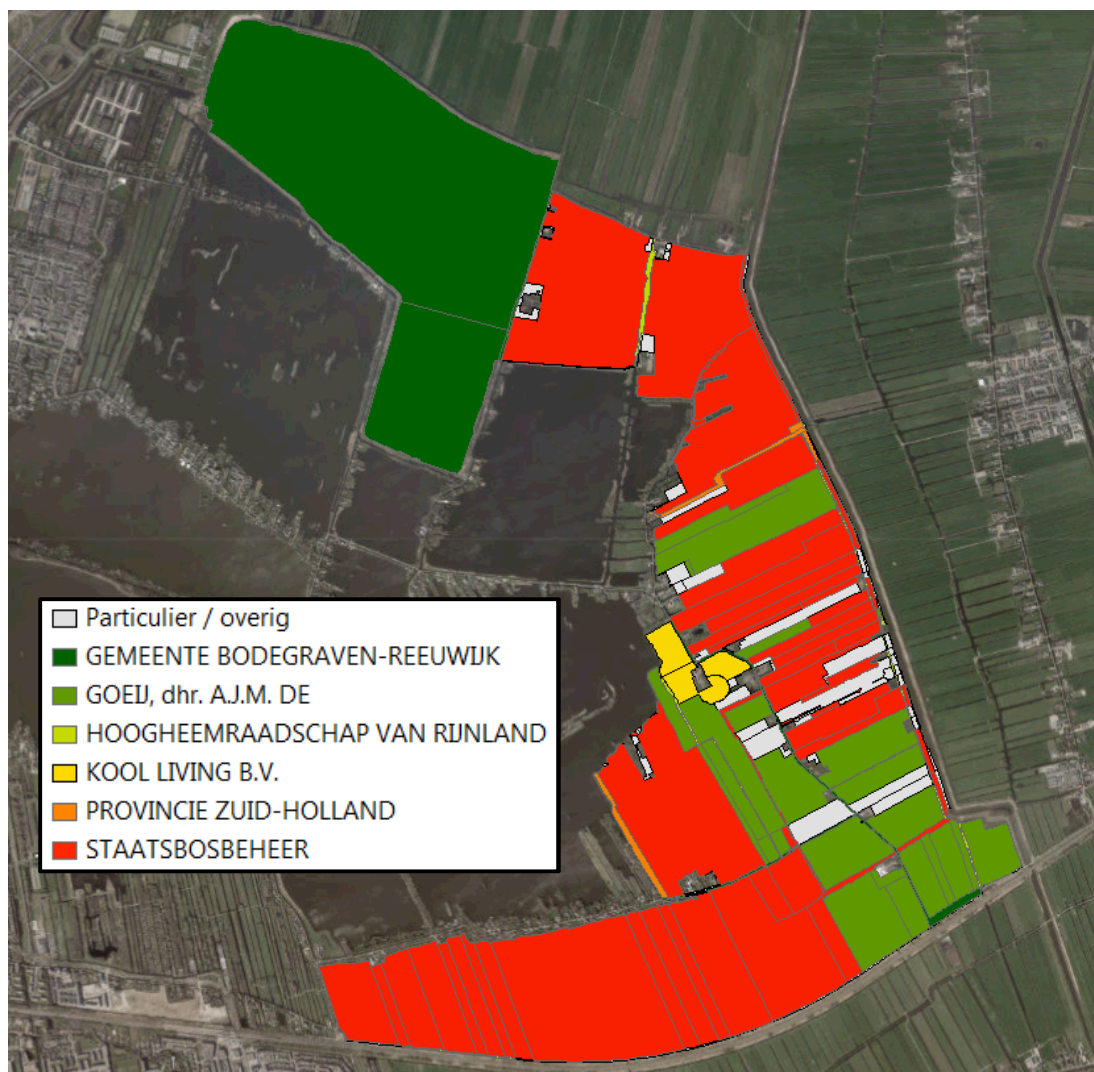 Particulier / overig
GEMEENTE BODEGRAVEN-REEUWIJK
GOEIJ, dhr. A.J.M. DE
HOOGHEEMRAADSCHAP VAN RIJNLAND
KOOL LIVING B.V.
PROVINCIE ZUID-HOLLAND
STAATSBOSBEHEER